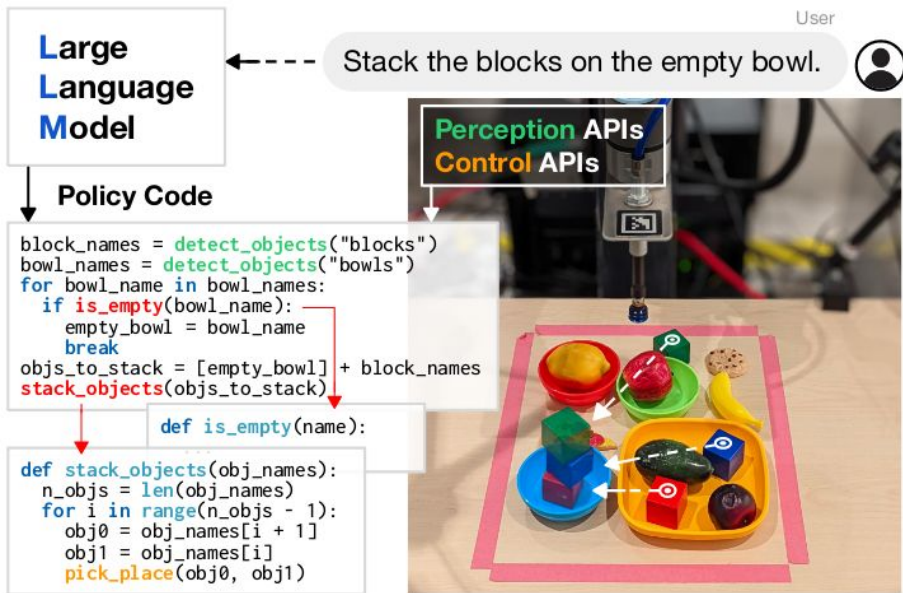 User
Stack the blocks on the empty bowl.
Large
Language
Model
Perception APIs
Control APIs
Policy Code
block_names = detect_objects("blocks")
bowl_names = detect_objects("bowls")
for bowl_name in bowl_names:
  if is_empty(bowl_name):
    empty_bowl = bowl_name
    break
objs_to_stack = [empty_bowl] + block_names
stack_objects(objs_to_stack)
def is_empty(name):
...
def stack_objects(obj_names):
  n_objs = len(obj_names)
  for i in range(n_objs - 1):
    obj0 = obj_names[i + 1]
    obj1 = obj_names[i]
    pick_place(obj0, obj1)